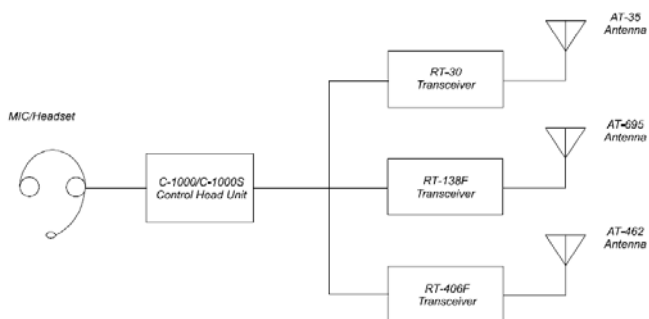 AT-35
Antenna
RT-30
Transceiver
MIC/Headset
AT-695
Antenna
C-1000/C-1000S
Control Head Unit
RT-138F
Transceiver
AT-462
Antenna
RT-406F
Transceiver